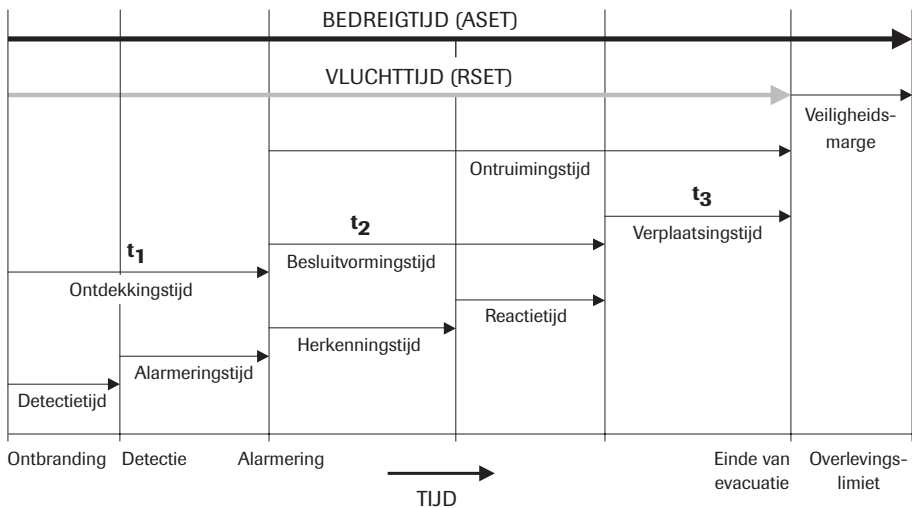 BEDREIGTIJD (ASET)
VLUCHTTIJD (RSET)
Veiligheids-
marge
Ontruimingstijd
t3
Verplaatsingstijd
t2
Besluitvormingstijd
t1
Ontdekkingstijd
Reactietijd
Herkenningstijd
Alarmeringstijd
Detectietijd
Ontbranding Detectie Alarmering Einde van Overlevings-
evacuatie limiet
TIJD